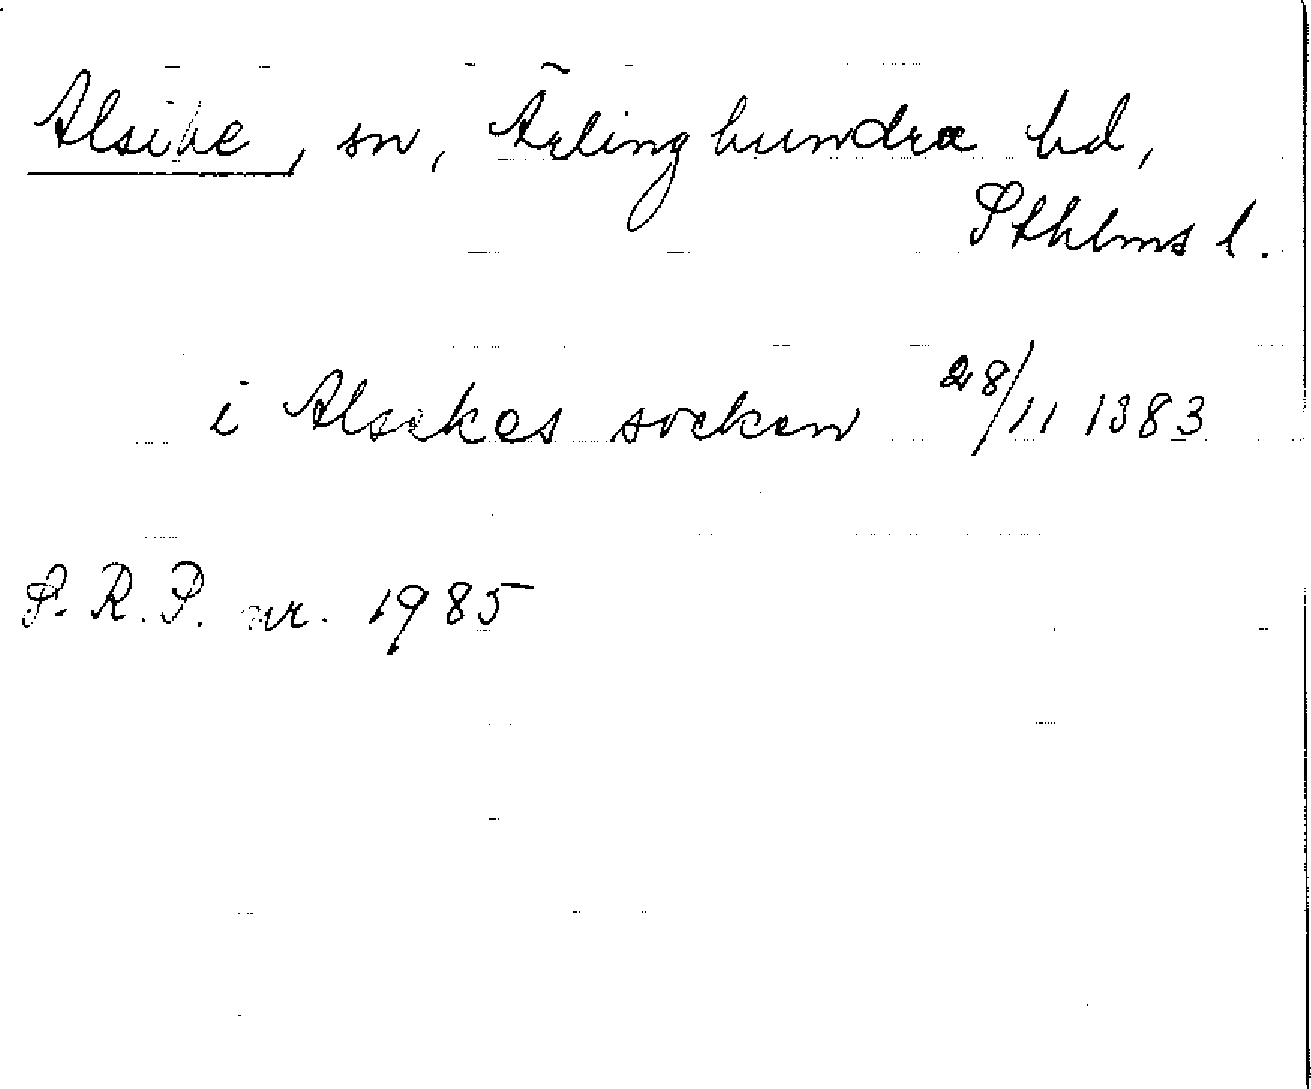 Alsike, sn, Ärlinghundra hd,
Sthlms l.
i Alsekes socken 28/11 1383
S.R.P. nr. 1985